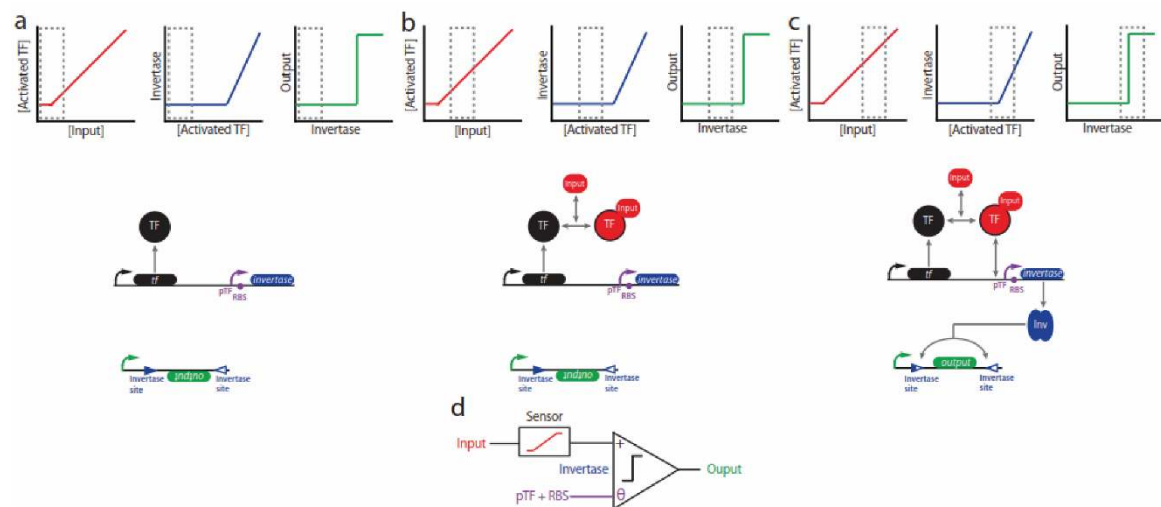 a
[Activated TF]
[Input]
Invertase
[Activated TF]
Output
Invertase
b
[Activated TF]
[Input]
Invertase
[Activated TF]
Output
Invertase
c
[Activated TF]
[Input]
Invertase
[Activated TF]
Output
Invertase
TF
tf
pTF
RBS
invertase
output
Invertase
site
Invertase
site
Input
TF
TF
Input
tf
pTF
RBS
invertase
output
Invertase
site
Invertase
site
Input
TF
TF
Input
tf
pTF
RBS
invertase
Inv
output
Invertase
site
Invertase
site
d
Sensor
Input
+
Invertase
Ouput
pTF + RBS
θ